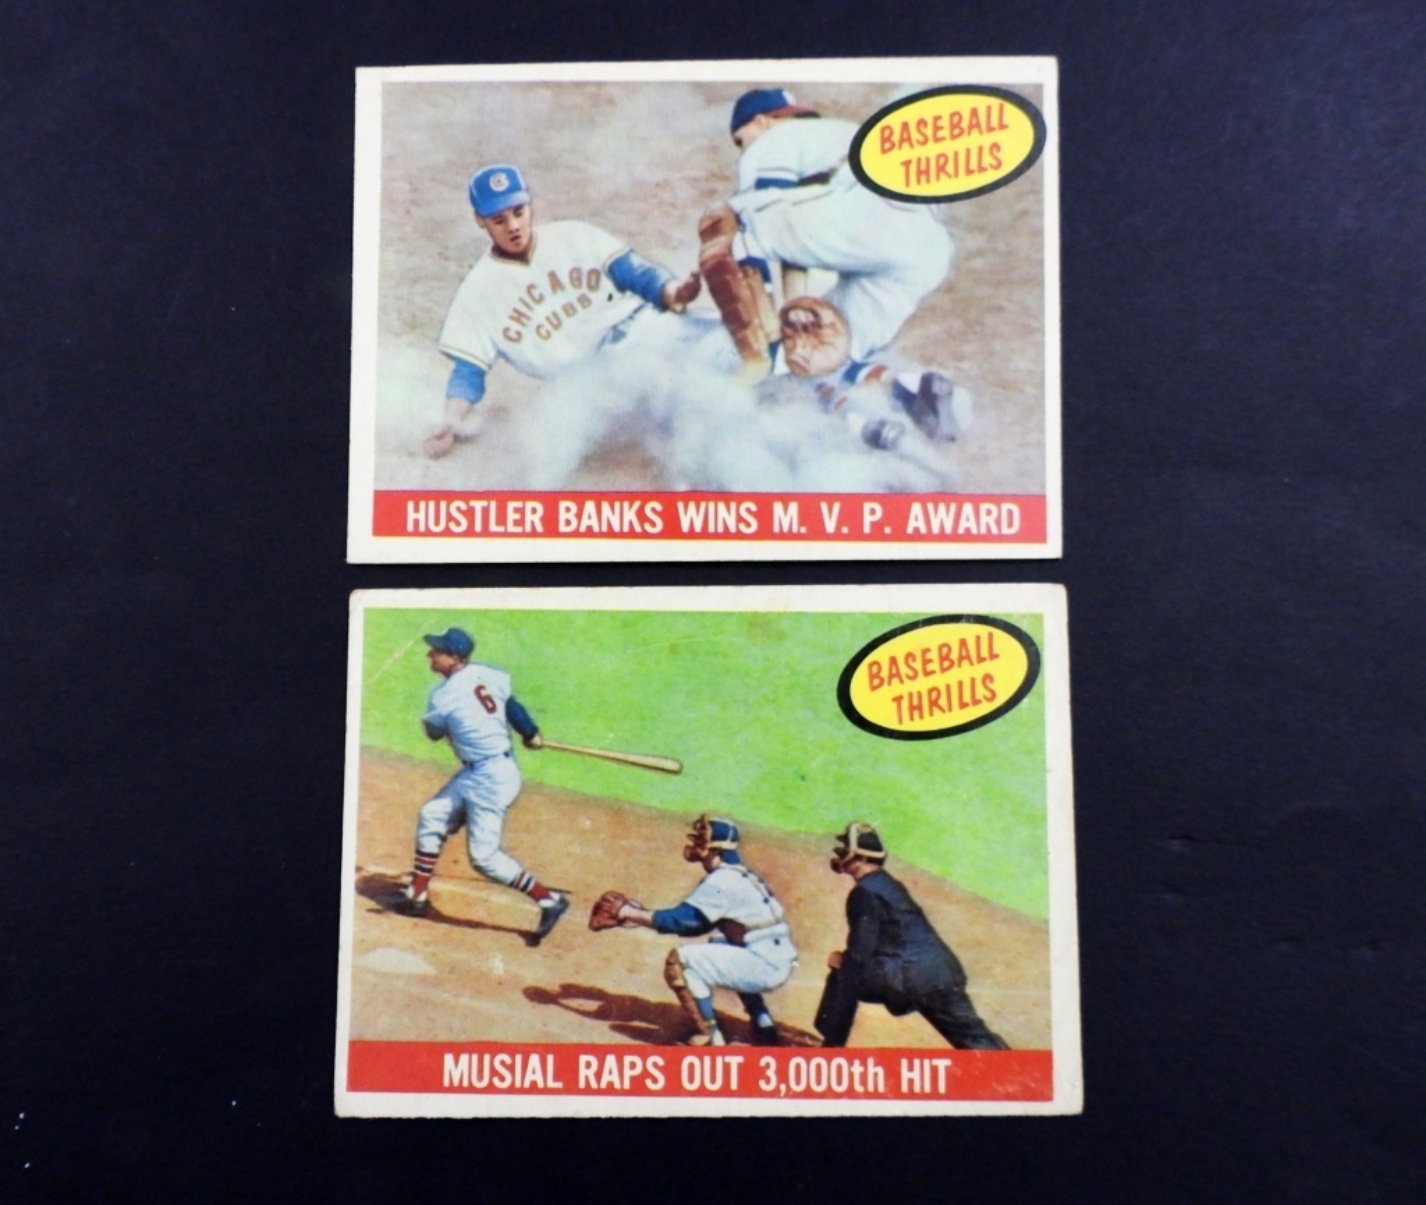 BASEBALL
THRILLS
CHICAGO
CUBS
HUSTLER BANKS WINS M. V. P. AWARD
BASEBALL
THRILLS
6
MUSIAL RAPS OUT 3,000th HIT